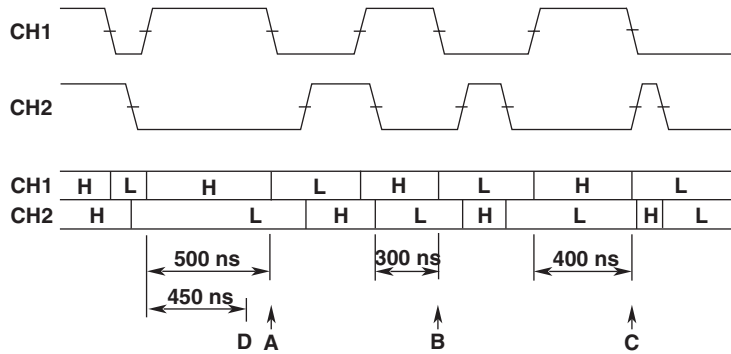 CH1
CH2
CH1 H L H L H L H L
CH2 H L H L H L H L
500 ns 300 ns 400 ns
450 ns
D A B C